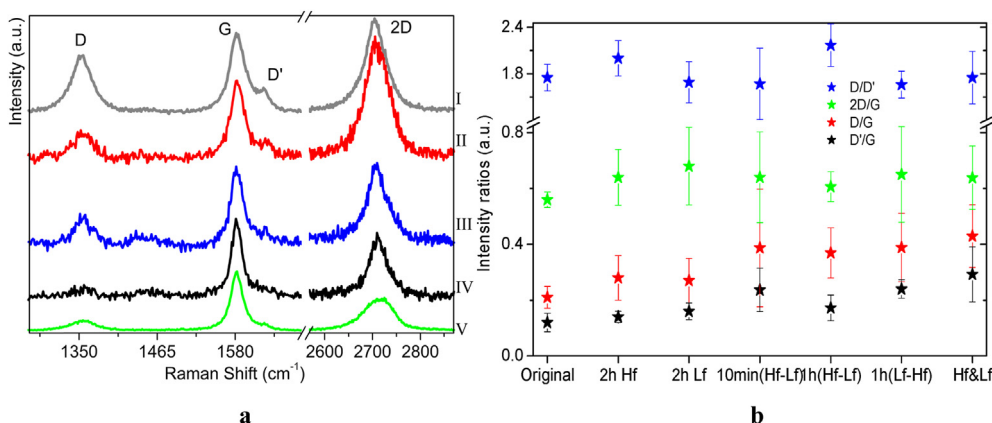 D
G
D'
2D
I
II
III
IV
V
Intensity (a.u.)
1350 1465 1580 2600 2700 2800
Raman Shift (cm⁻¹)
a
2.4
1.8
0.8
0.4
0.0
Intensity ratios (a.u.)
D/D'
2D/G
D/G
D'/G
Original 2h Hf 2h Lf 10min(Hf-Lf) 1h(Hf-Lf) 1h(Lf-Hf) Hf&Lf
b